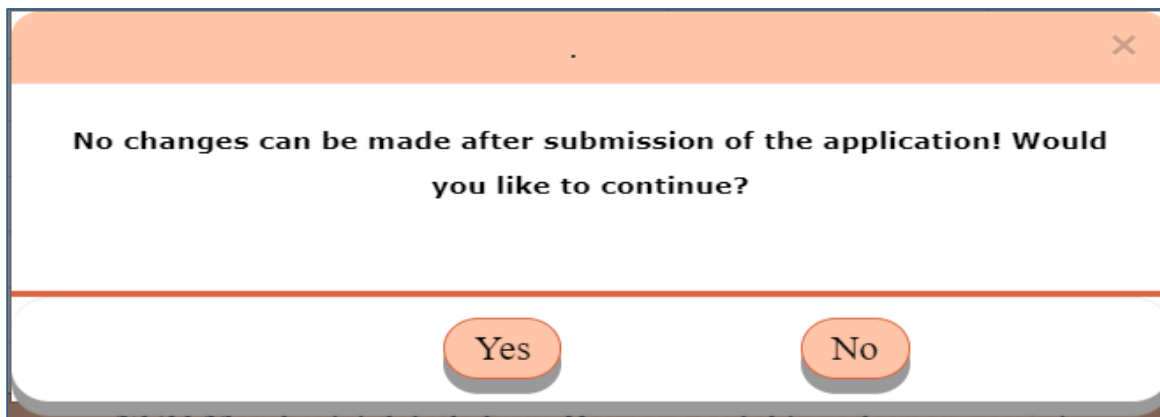 .
×
No changes can be made after submission of the application! Would
you like to continue?
Yes
No